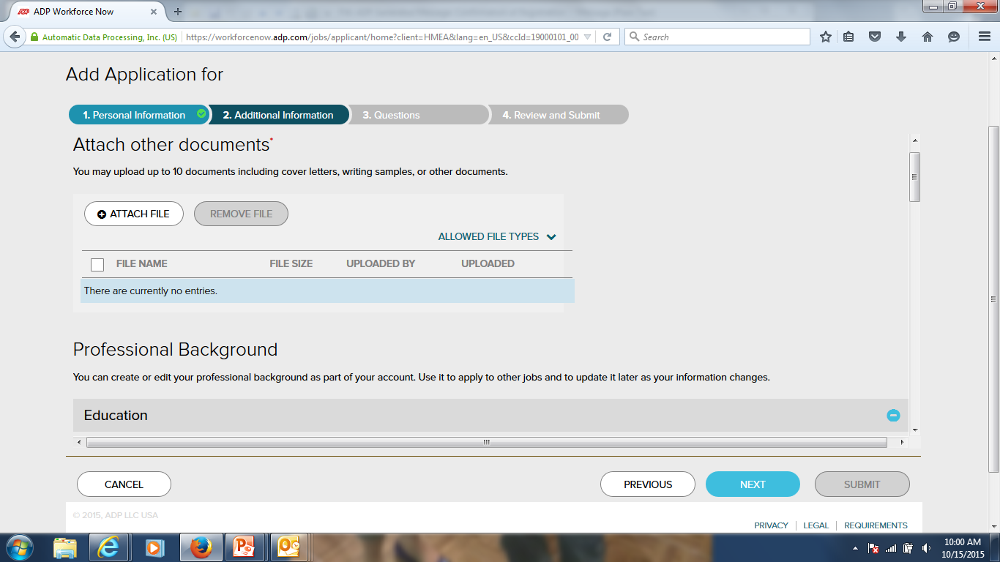 ADP ADP Workforce Now
Automatic Data Processing, Inc. (US) https://workforcenow.adp.com/jobs/applicant/home?client=HMEA&lang=en_US&ccId=19000101_00 Search
Add Application for
1. Personal Information 2. Additional Information 3. Questions 4. Review and Submit
Attach other documents*
You may upload up to 10 documents including cover letters, writing samples, or other documents.
ATTACH FILE REMOVE FILE
ALLOWED FILE TYPES
FILE NAME FILE SIZE UPLOADED BY UPLOADED
There are currently no entries.
Professional Background
You can create or edit your professional background as part of your account. Use it to apply to other jobs and to update it later as your information changes.
Education
CANCEL PREVIOUS NEXT SUBMIT
© 2015, ADP LLC USA
PRIVACY LEGAL REQUIREMENTS
10:00 AM
10/15/2015